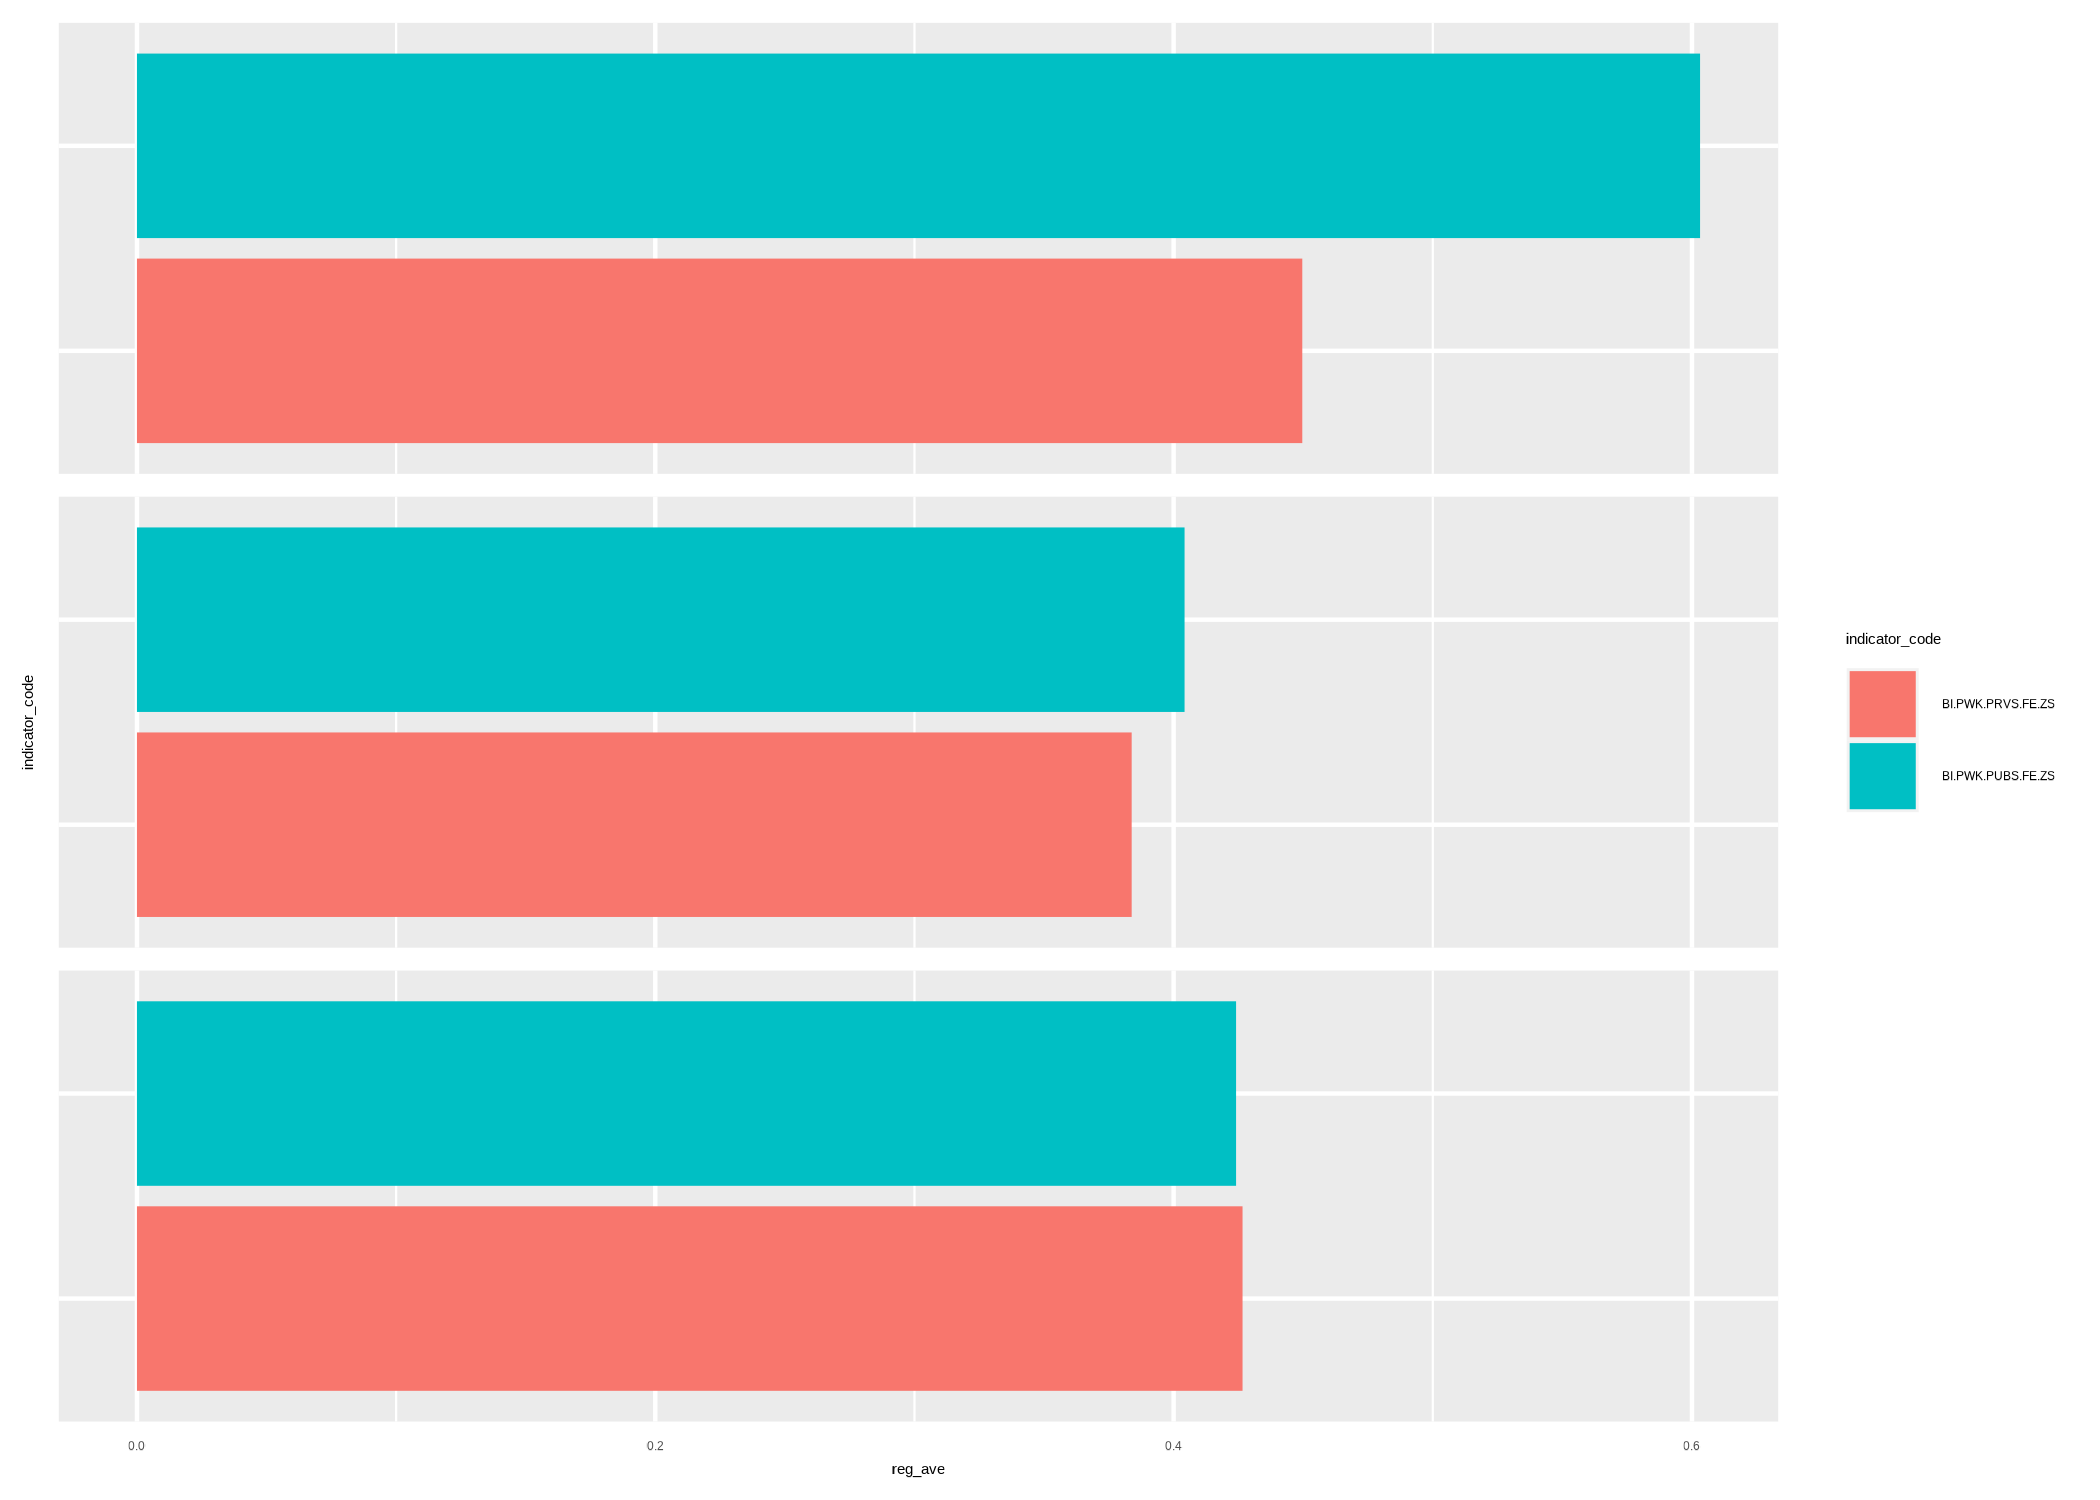 indicator_code
0.0
0.2
0.4
0.6
reg_ave
indicator_code
BI.PWK.PRVS.FE.ZS
BI.PWK.PUBS.FE.ZS